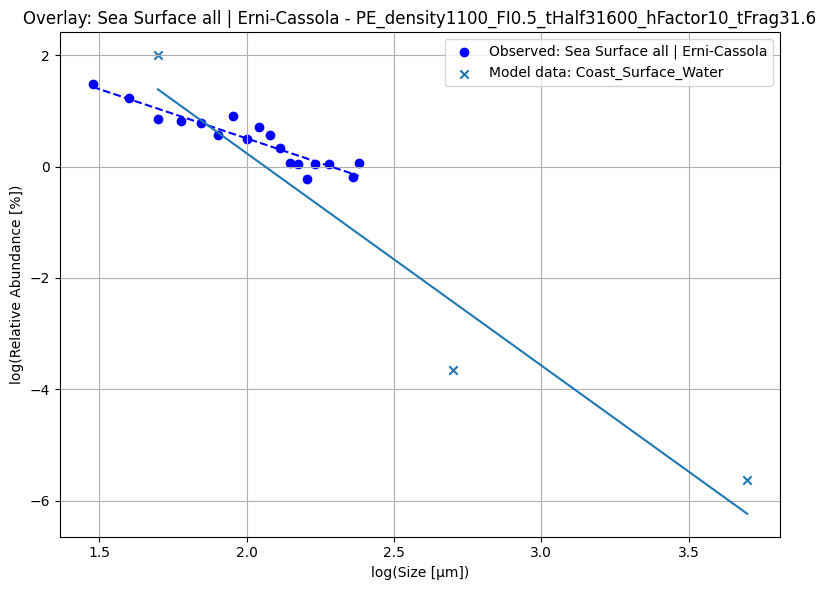 Overlay: Sea Surface all | Erni-Cassola - PE_density1100_FI0.5_tHalf31600_hFactor10_tFrag31.6
Observed: Sea Surface all | Erni-Cassola
Model data: Coast_Surface_Water
log(Relative Abundance [%])
2
0
−2
−4
−6
1.5 2.0 2.5 3.0 3.5
log(Size [µm])